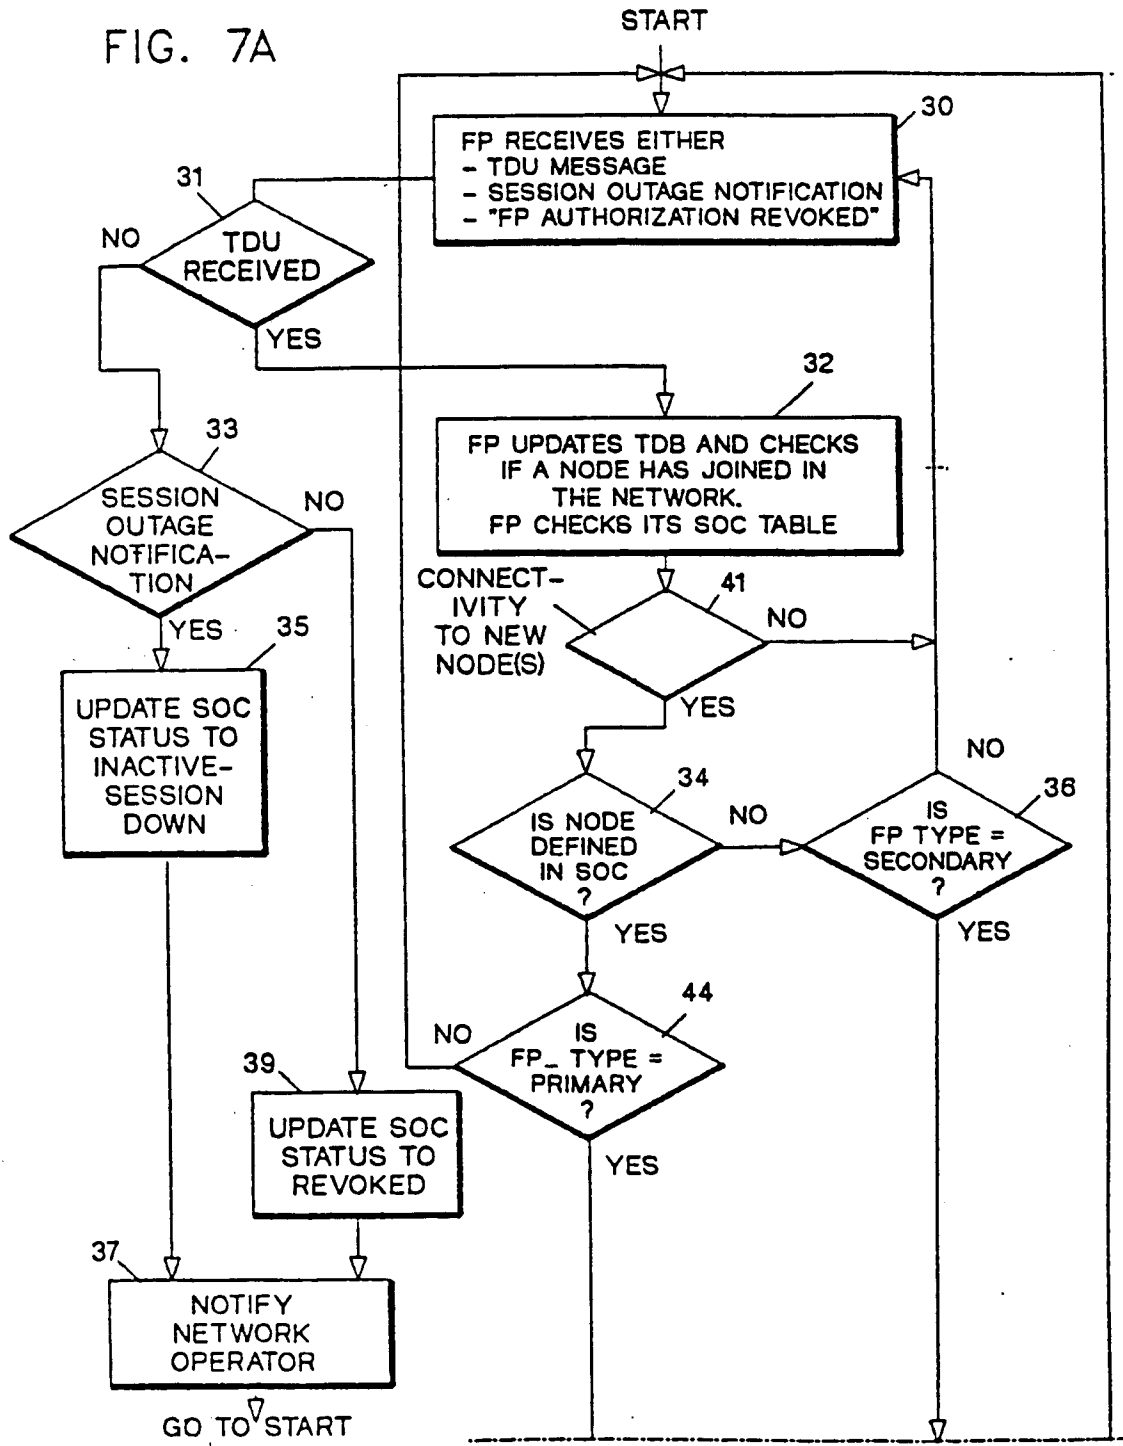 FIG. 7A
START
30
FP RECEIVES EITHER
- TDU MESSAGE
- SESSION OUTAGE NOTIFICATION
- "FP AUTHORIZATION REVOKED"
31
TDU
RECEIVED
NO
YES
32
FP UPDATES TDB AND CHECKS
IF A NODE HAS JOINED IN
THE NETWORK.
FP CHECKS ITS SOC TABLE
33
SESSION
OUTAGE
NOTIFICA-
TION
NO
YES
CONNECT-
IVITY
TO NEW
NODE(S)
41
NO
YES
35
UPDATE SOC
STATUS TO
INACTIVE-
SESSION
DOWN
34
IS NODE
DEFINED
IN SOC
?
NO
YES
36
IS
FP TYPE =
SECONDARY
?
NO
YES
44
IS
FP_ TYPE =
PRIMARY
?
NO
YES
39
UPDATE SOC
STATUS TO
REVOKED
37
NOTIFY
NETWORK
OPERATOR
GO TO START